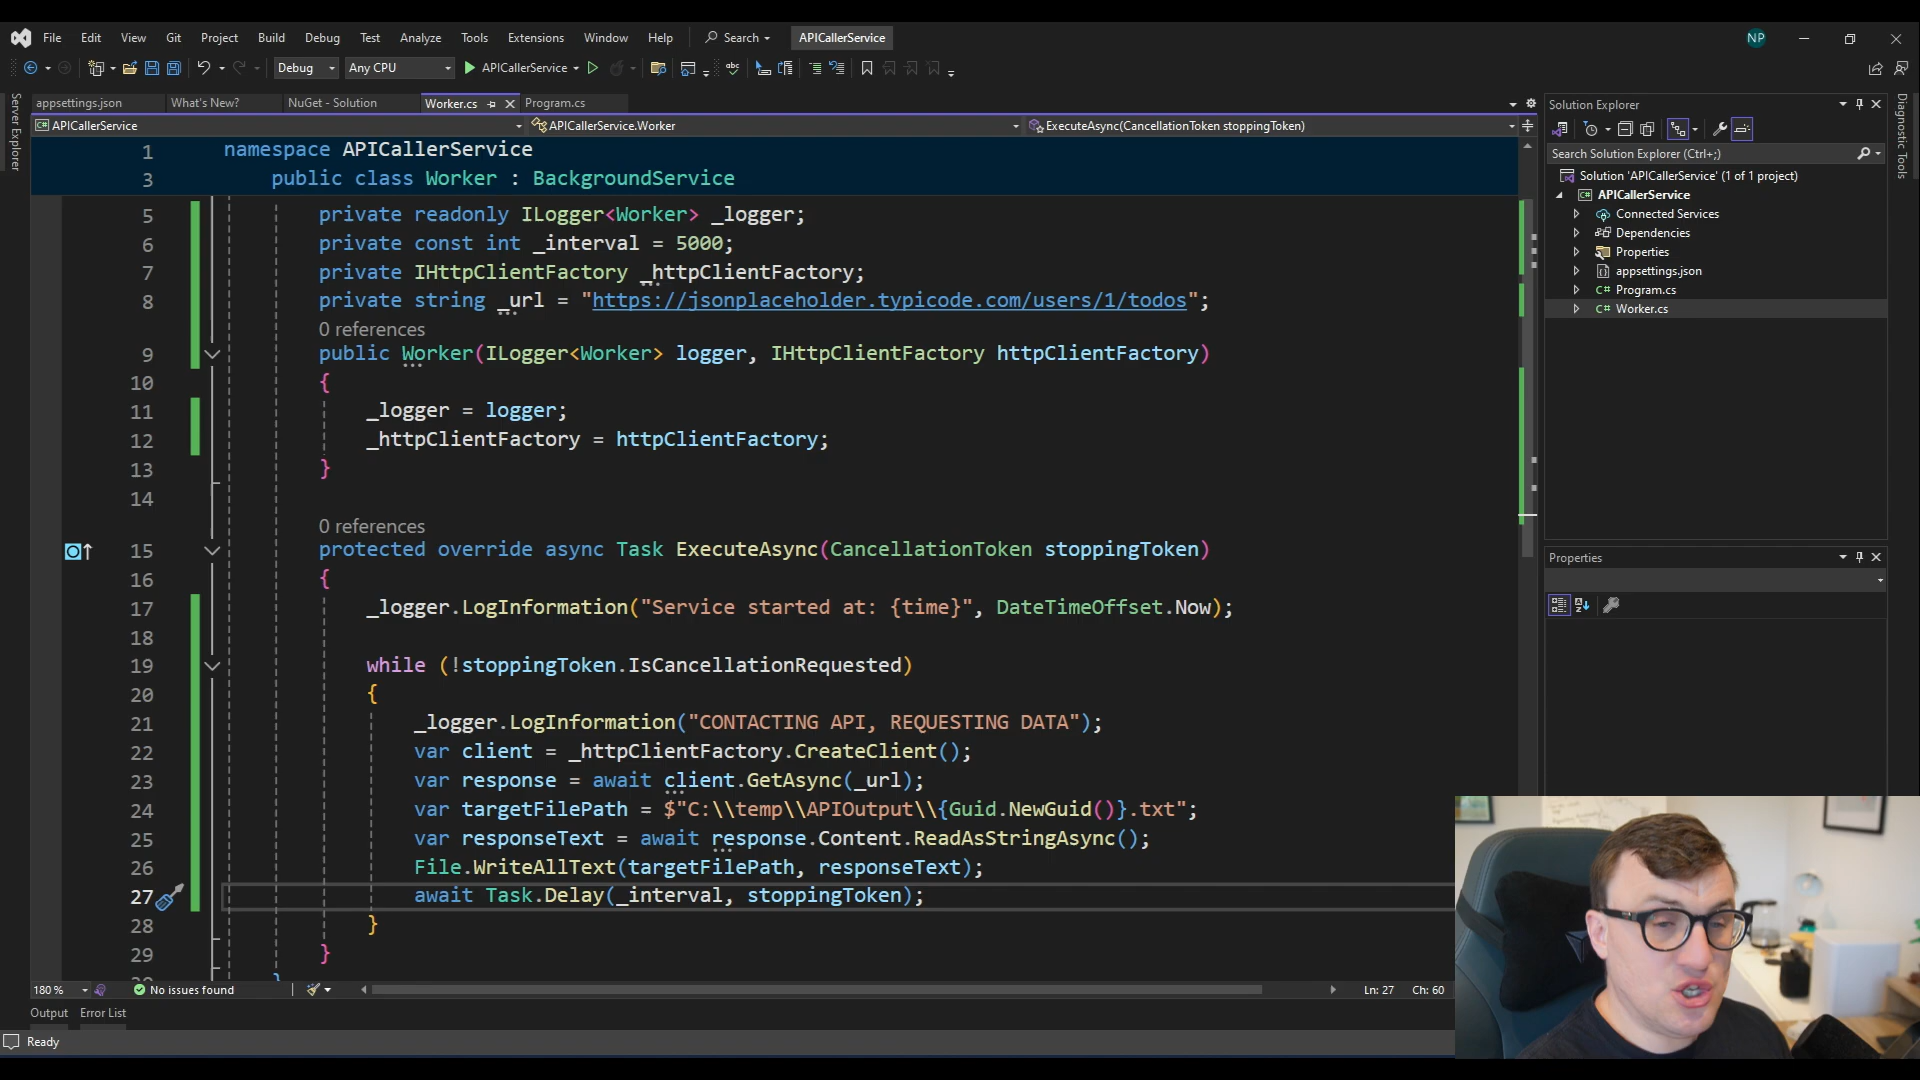 File Edit View Git Project Build Debug Test Analyze Tools Extensions Window Help Search APICallerService NP
Debug Any CPU APICallerService
Server Explorer
appsettings.json What's New? NuGet - Solution Worker.cs Program.cs
APICallerService APICallerService.Worker ExecuteAsync(CancellationToken stoppingToken)
1 namespace APICallerService
3 public class Worker : BackgroundService
5 private readonly ILogger<Worker> _logger;
6 private const int _interval = 5000;
7 private IHttpClientFactory _httpClientFactory;
8 private string _url = "https://jsonplaceholder.typicode.com/users/1/todos";
0 references
9 public Worker(ILogger<Worker> logger, IHttpClientFactory httpClientFactory)
10 {
11 _logger = logger;
12 _httpClientFactory = httpClientFactory;
13 }
14
0 references
15 protected override async Task ExecuteAsync(CancellationToken stoppingToken)
16 {
17 _logger.LogInformation("Service started at: {time}", DateTimeOffset.Now);
18
19 while (!stoppingToken.IsCancellationRequested)
20 {
21 _logger.LogInformation("CONTACTING API, REQUESTING DATA");
22 var client = _httpClientFactory.CreateClient();
23 var response = await client.GetAsync(_url);
24 var targetFilePath = $"C:\\temp\\APIOutput\\{Guid.NewGuid()}.txt";
25 var responseText = await response.Content.ReadAsStringAsync();
26 File.WriteAllText(targetFilePath, responseText);
27 await Task.Delay(_interval, stoppingToken);
28 }
29 }
180 % No issues found Ln: 27 Ch: 60
Output Error List
Ready
Solution Explorer
Search Solution Explorer (Ctrl+;)
Solution 'APICallerService' (1 of 1 project)
APICallerService
Connected Services
Dependencies
Properties
appsettings.json
Program.cs
Worker.cs
Properties
Diagnostic Tools